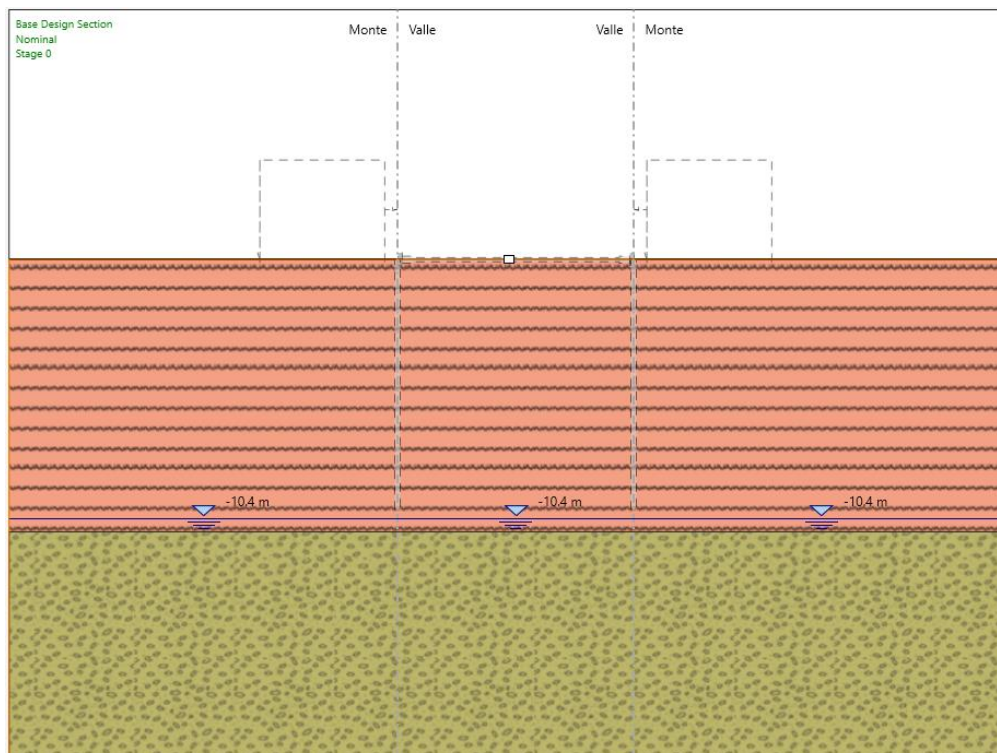 Base Design Section
Nominal
Stage 0
Monte Valle Valle Monte
-10.4 m -10.4 m -10.4 m